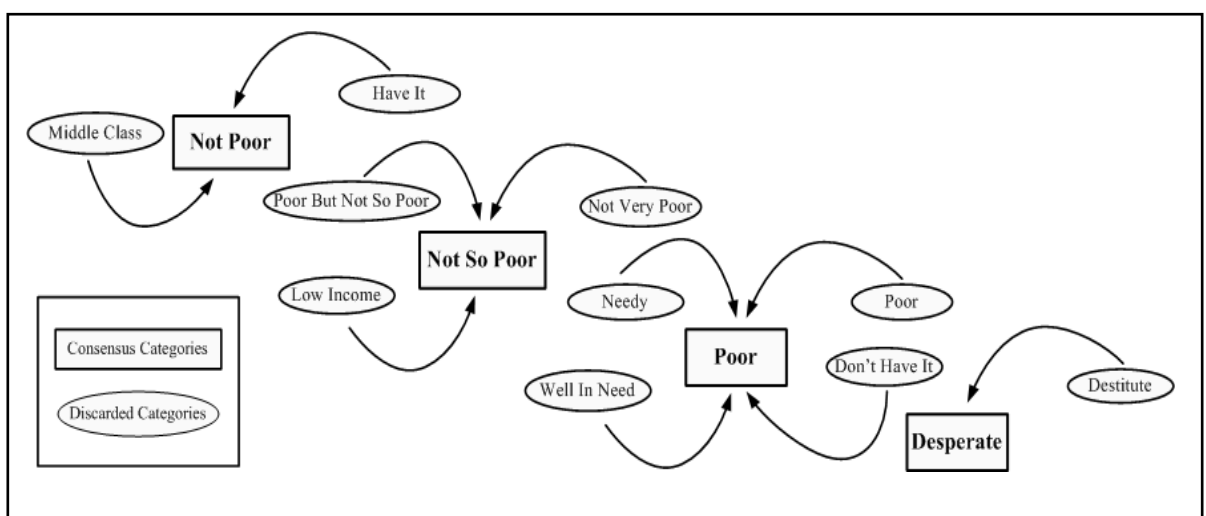 Have It
Middle Class
Not Poor
Poor But Not So Poor
Not Very Poor
Not So Poor
Low Income
Needy
Poor
Poor
Don't Have It
Well In Need
Destitute
Desperate
Consensus Categories
Discarded Categories